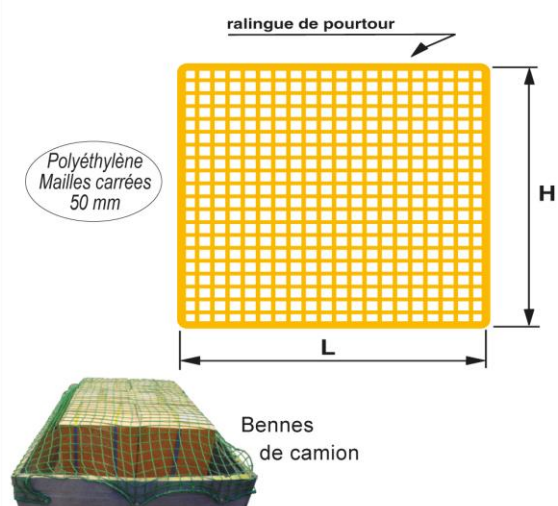 ralingue de pourtour
Polyéthylène
Mailles carrées
50 mm
H
L
Bennes
de camion